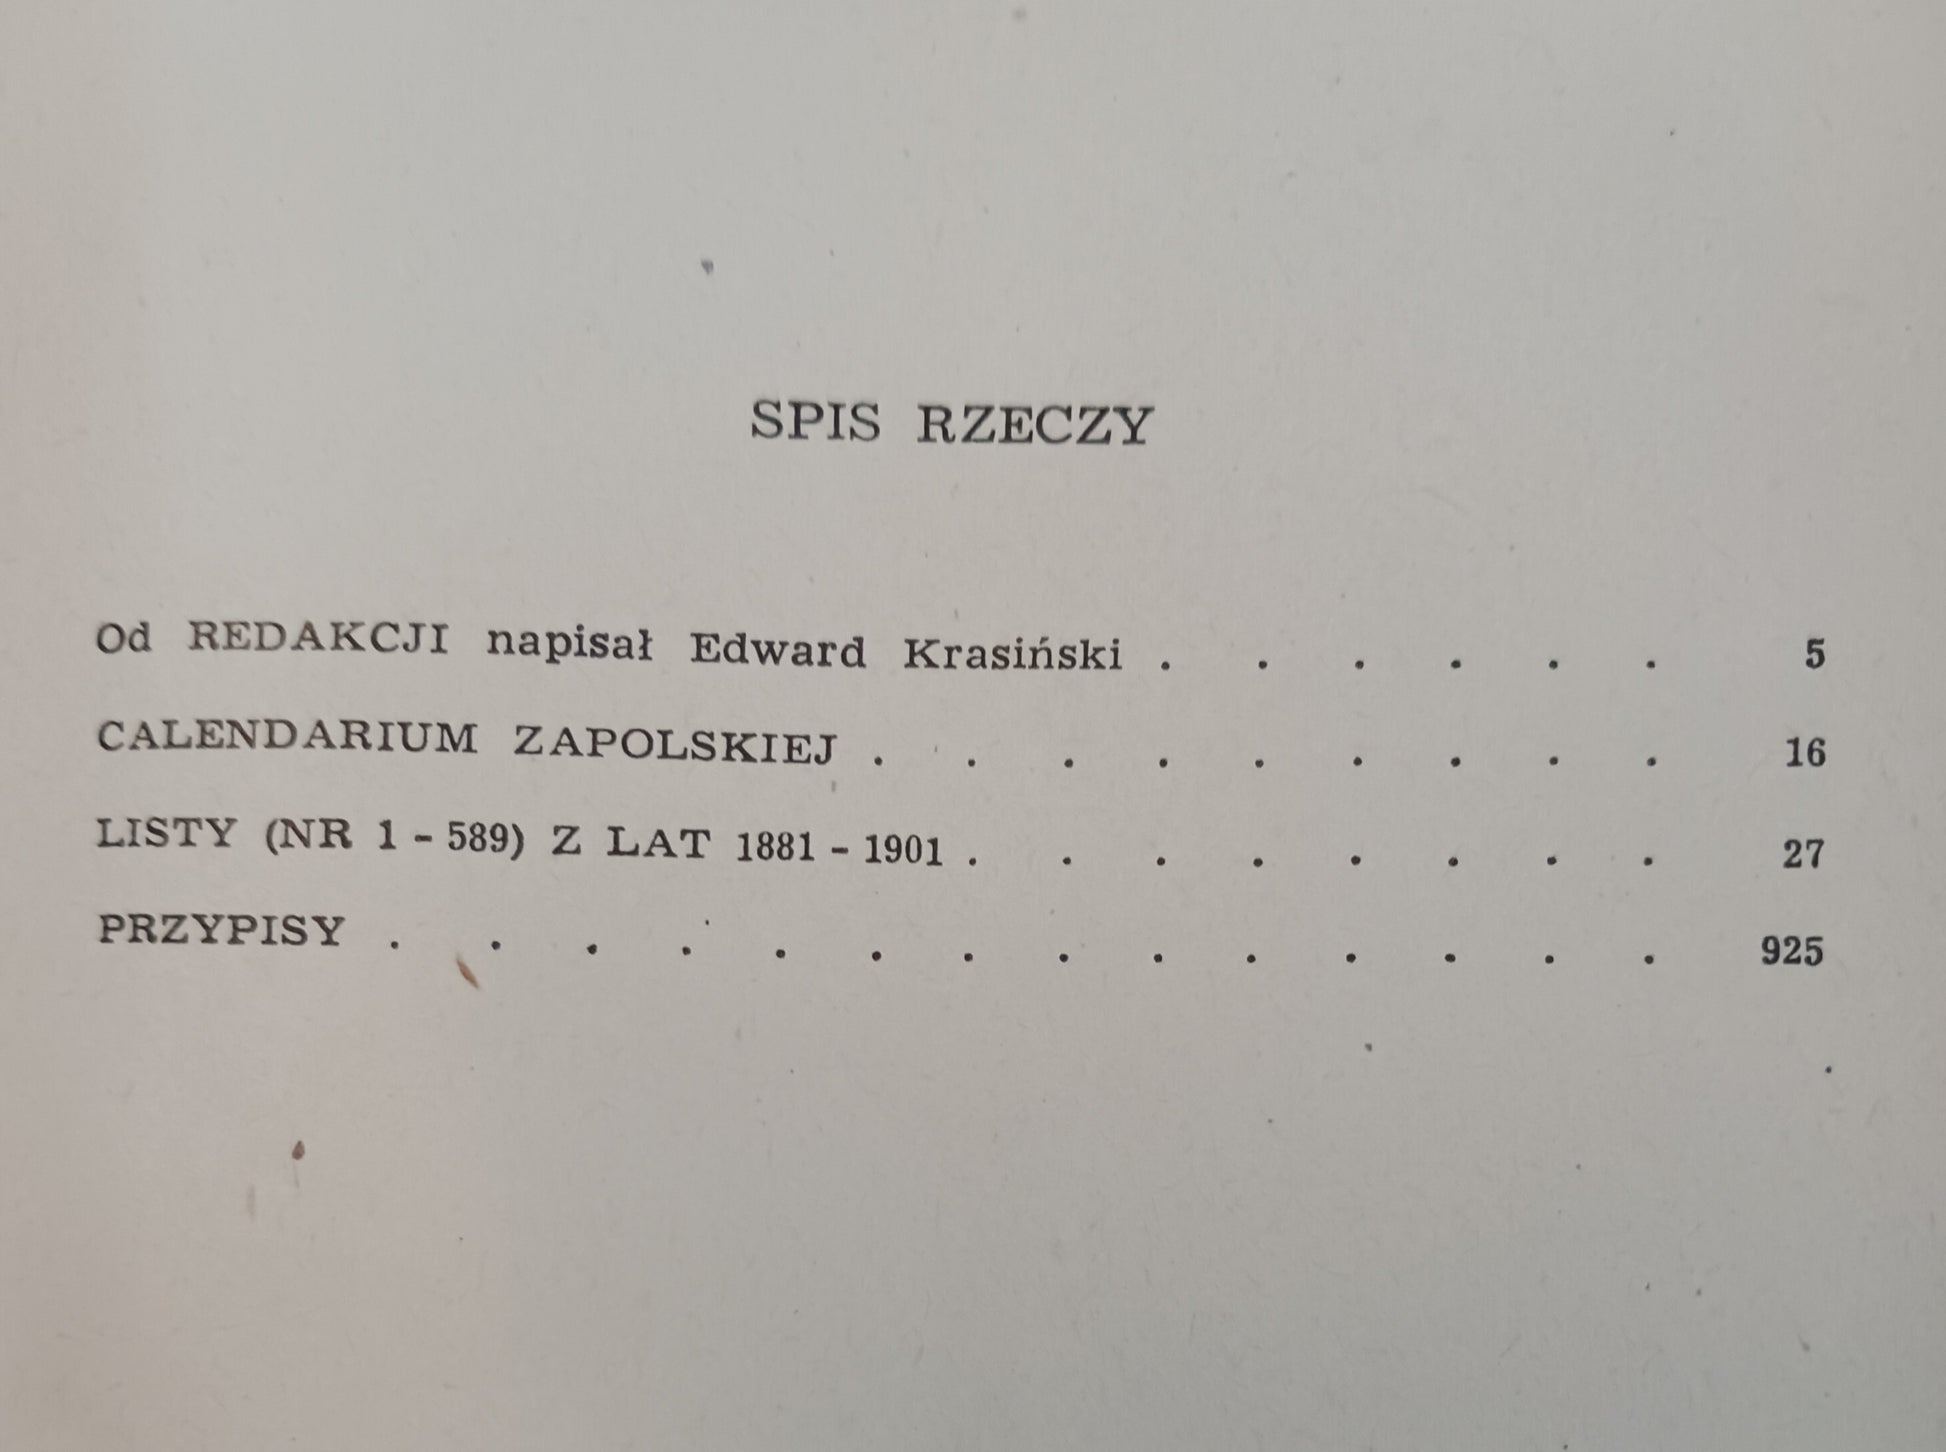 SPIS RZECZY
Od REDAKCJI napisał Edward Krasiński . . . . . . 5
CALENDARIUM ZAPOLSKIEJ . . . . . . . . . 16
LISTY (NR 1 - 589) Z LAT 1881 - 1901 . . . . . . . . 27
PRZYPISY . . . . . . . . . . . . . . 925